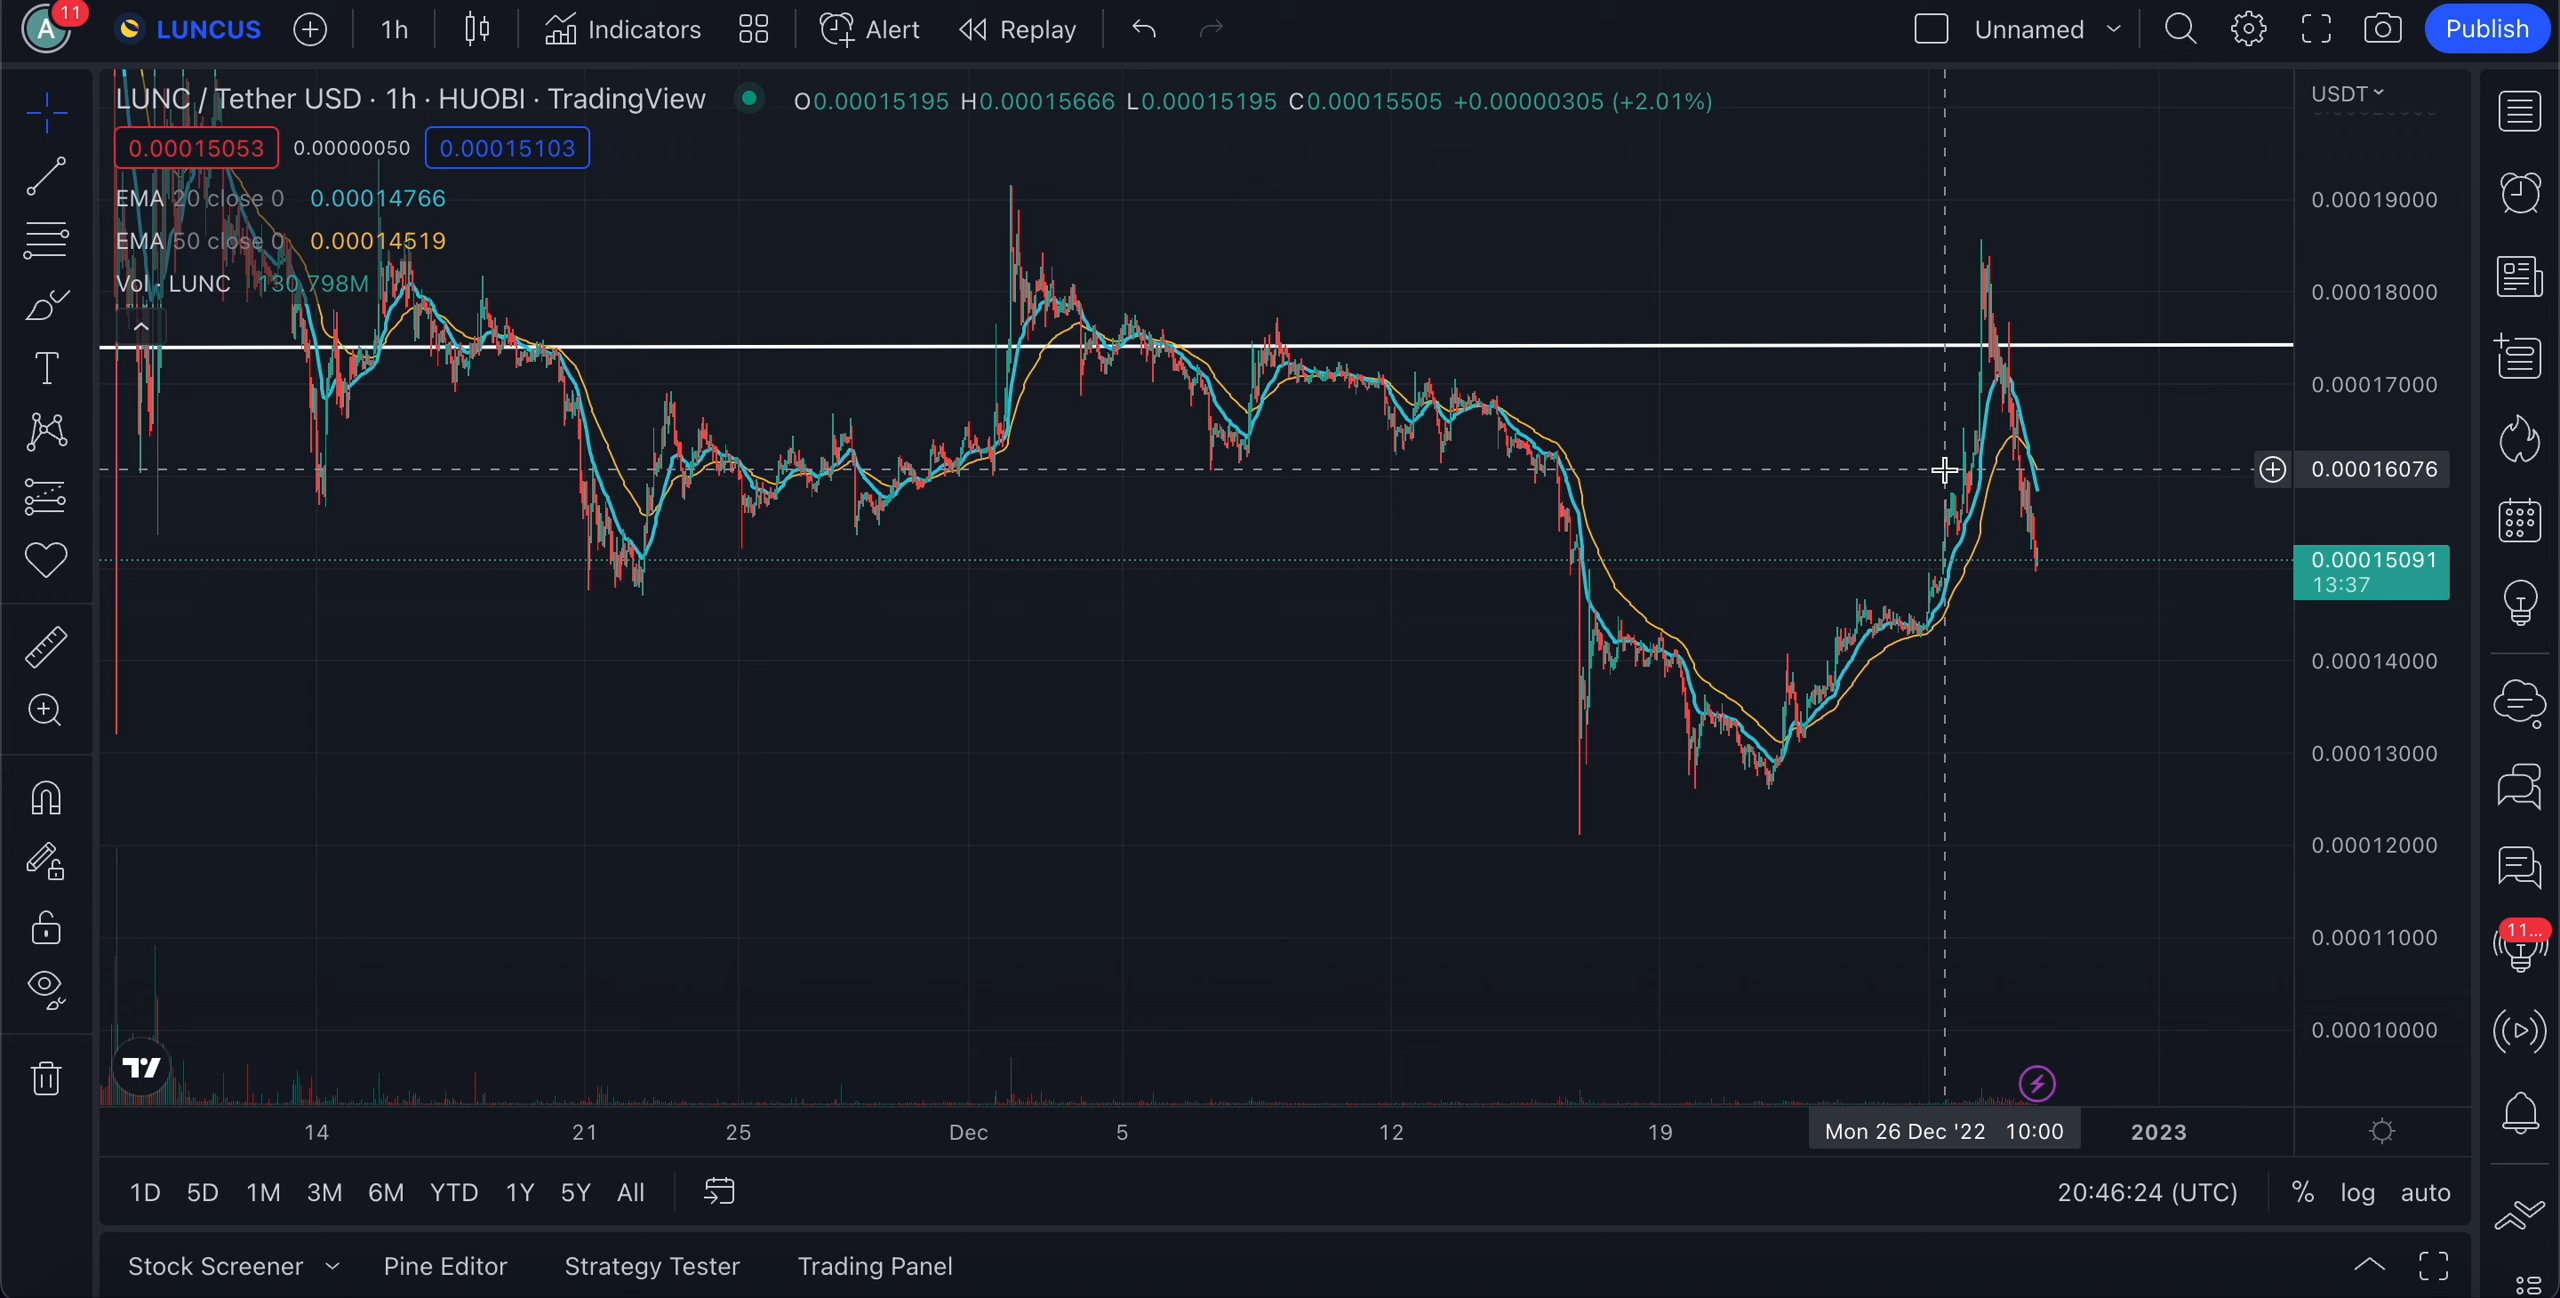 A 11 LUNCUS 1h Indicators Alert Replay Unnamed Publish
LUNC / Tether USD · 1h · HUOBI · TradingView O0.00015195 H0.00015666 L0.00015195 C0.00015505 +0.00000305 (+2.01%)
USDT
0.00015053 0.00000050 0.00015103
EMA 20 close 0 0.00014766
EMA 50 close 0 0.00014519
Vol · LUNC 130.798M
0.00019000
0.00018000
0.00017000
0.00016076
0.00015091
13:37
0.00014000
0.00013000
0.00012000
0.00011000
11...
0.00010000
14 21 25 Dec 5 12 19 Mon 26 Dec '22 10:00 2023
1D 5D 1M 3M 6M YTD 1Y 5Y All 20:46:24 (UTC) % log auto
Stock Screener Pine Editor Strategy Tester Trading Panel